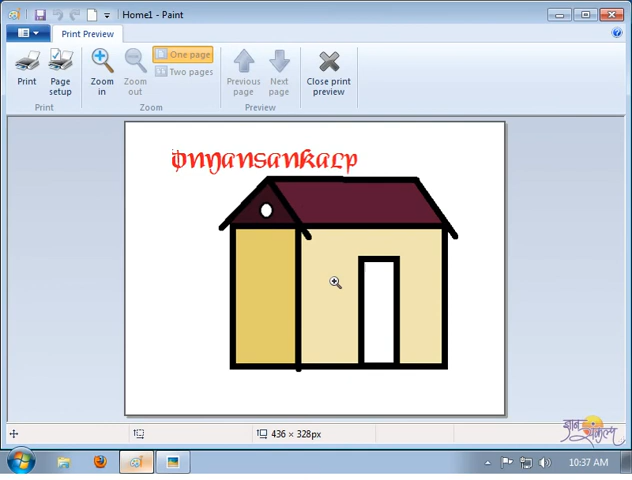 Home1 - Paint
Print Preview
Print
Page setup
Zoom in
Zoom out
One page
Two pages
Previous page
Next page
Close print preview
Print
Zoom
Preview
436 × 328px
10:37 AM